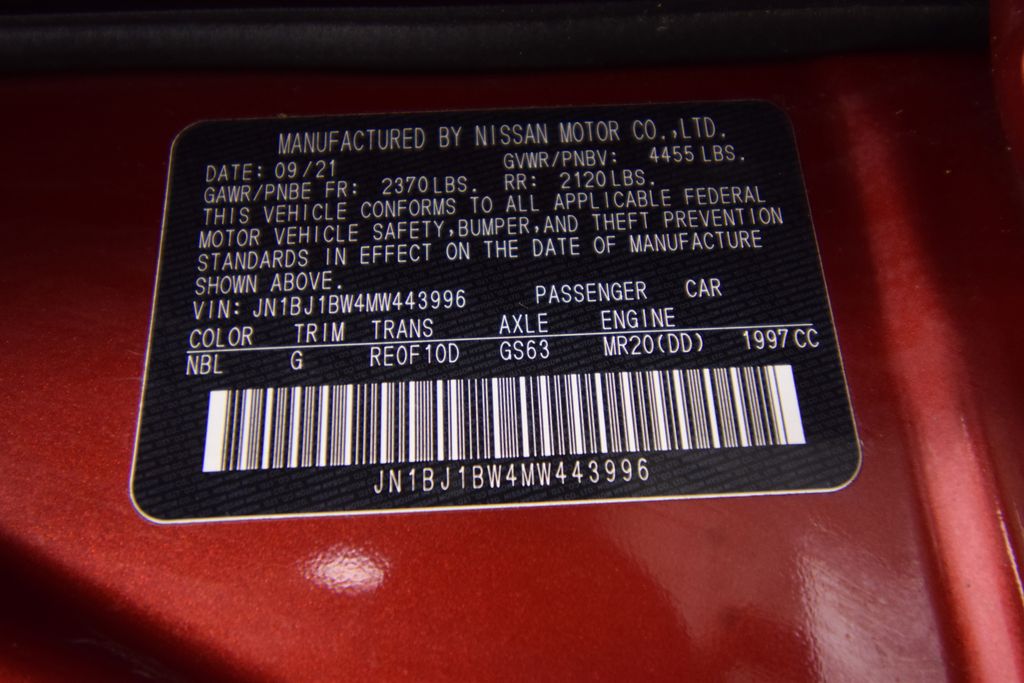 MANUFACTURED BY NISSAN MOTOR CO.,LTD.
DATE: 09/21 GVWR/PNBV: 4455 LBS.
GAWR/PNBE FR: 2370LBS. RR: 2120LBS.
THIS VEHICLE CONFORMS TO ALL APPLICABLE FEDERAL
MOTOR VEHICLE SAFETY,BUMPER,AND THEFT PREVENTION
STANDARDS IN EFFECT ON THE DATE OF MANUFACTURE
SHOWN ABOVE.
VIN: JN1BJ1BW4MW443996 PASSENGER CAR
COLOR TRIM TRANS AXLE ENGINE
NBL G RE0F10D GS63 MR20(DD) 1997CC
JN1BJ1BW4MW443996